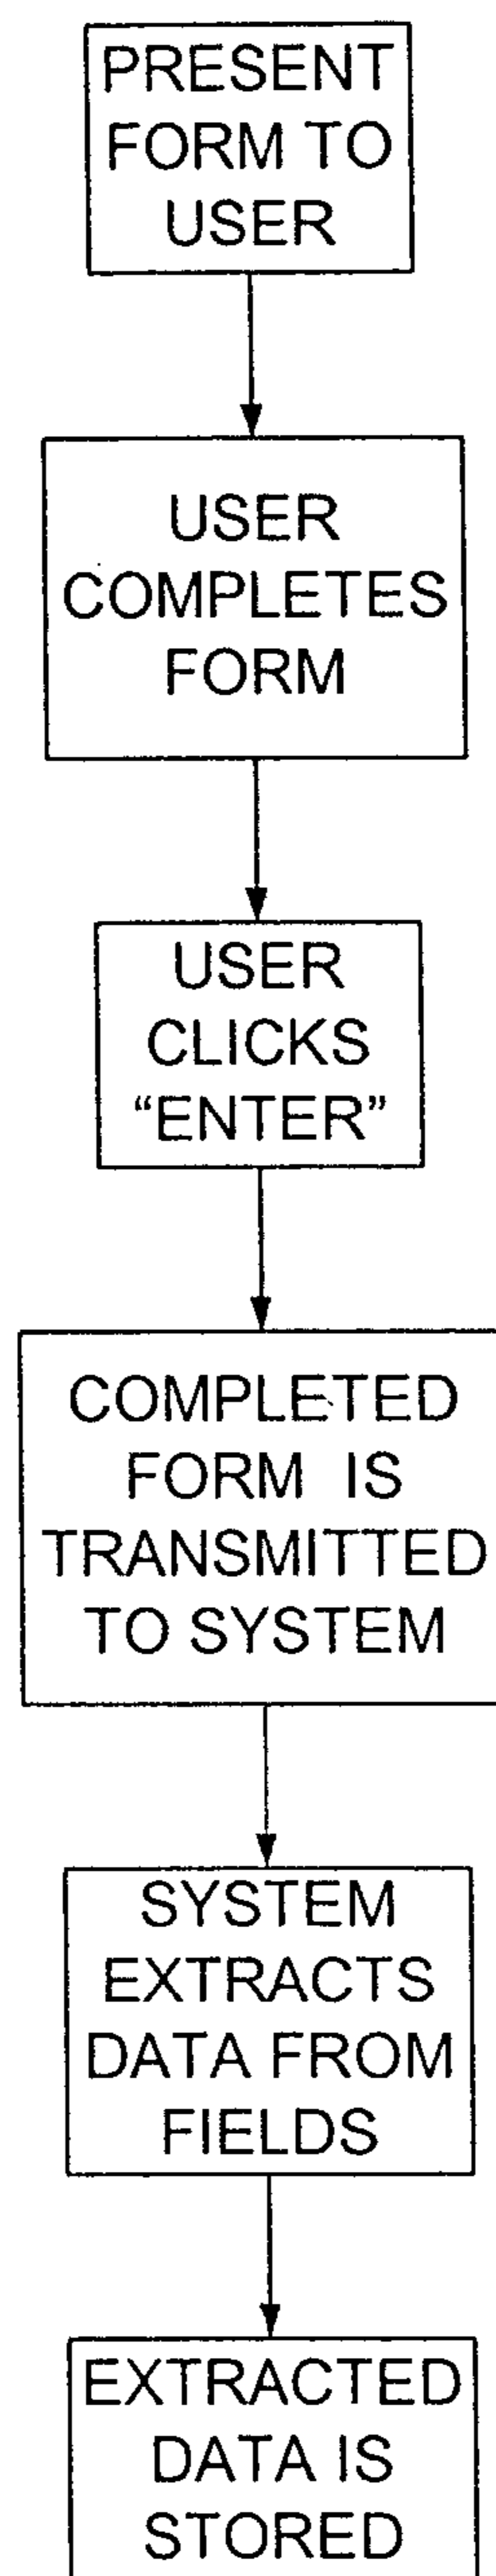 PRESENT
FORM TO
USER
USER
COMPLETES
FORM
USER
CLICKS
“ENTER”
COMPLETED
FORM IS
TRANSMITTED
TO SYSTEM
SYSTEM
EXTRACTS
DATA FROM
FIELDS
EXTRACTED
DATA IS
STORED